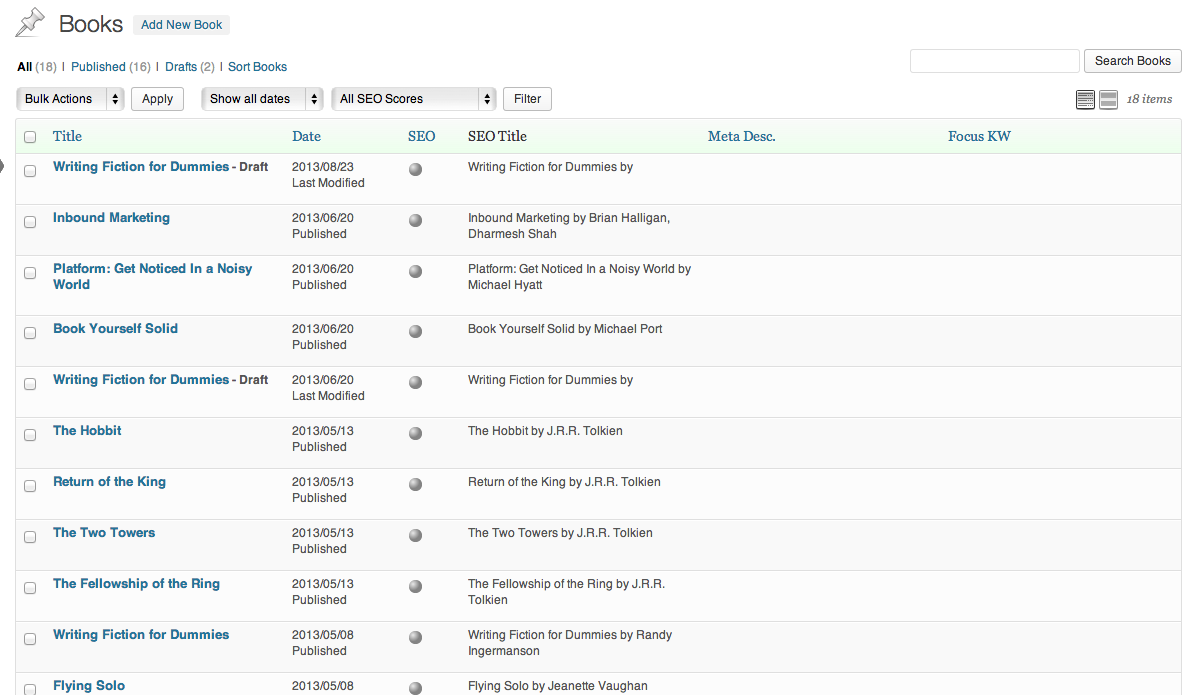 Books Add New Book
All (18) | Published (16) | Drafts (2) | Sort Books
Search Books
Bulk Actions Apply Show all dates All SEO Scores Filter 18 items
Title Date SEO SEO Title Meta Desc. Focus KW
Writing Fiction for Dummies - Draft 2013/08/23 Writing Fiction for Dummies by
Last Modified
Inbound Marketing 2013/06/20 Inbound Marketing by Brian Halligan,
Published Dharmesh Shah
Platform: Get Noticed In a Noisy 2013/06/20 Platform: Get Noticed In a Noisy World by
World Published Michael Hyatt
Book Yourself Solid 2013/06/20 Book Yourself Solid by Michael Port
Published
Writing Fiction for Dummies - Draft 2013/06/20 Writing Fiction for Dummies by
Last Modified
The Hobbit 2013/05/13 The Hobbit by J.R.R. Tolkien
Published
Return of the King 2013/05/13 Return of the King by J.R.R. Tolkien
Published
The Two Towers 2013/05/13 The Two Towers by J.R.R. Tolkien
Published
The Fellowship of the Ring 2013/05/13 The Fellowship of the Ring by J.R.R.
Published Tolkien
Writing Fiction for Dummies 2013/05/08 Writing Fiction for Dummies by Randy
Published Ingermanson
Flying Solo 2013/05/08 Flying Solo by Jeanette Vaughan